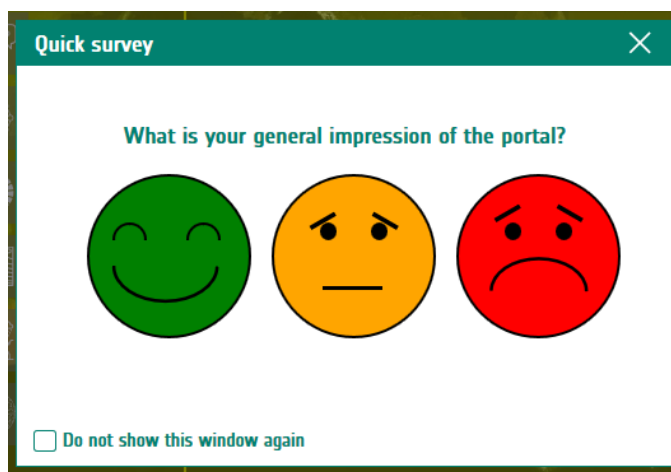 Quick survey
What is your general impression of the portal?
Do not show this window again